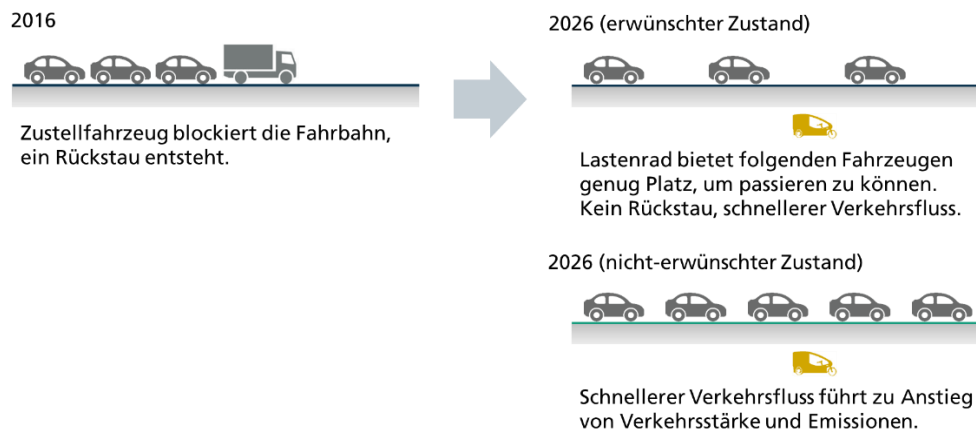 2016
Zustellfahrzeug blockiert die Fahrbahn,
ein Rückstau entsteht.
2026 (erwünschter Zustand)
Lastenrad bietet folgenden Fahrzeugen
genug Platz, um passieren zu können.
Kein Rückstau, schnellerer Verkehrsfluss.
2026 (nicht-erwünschter Zustand)
Schnellerer Verkehrsfluss führt zu Anstieg
von Verkehrsstärke und Emissionen.